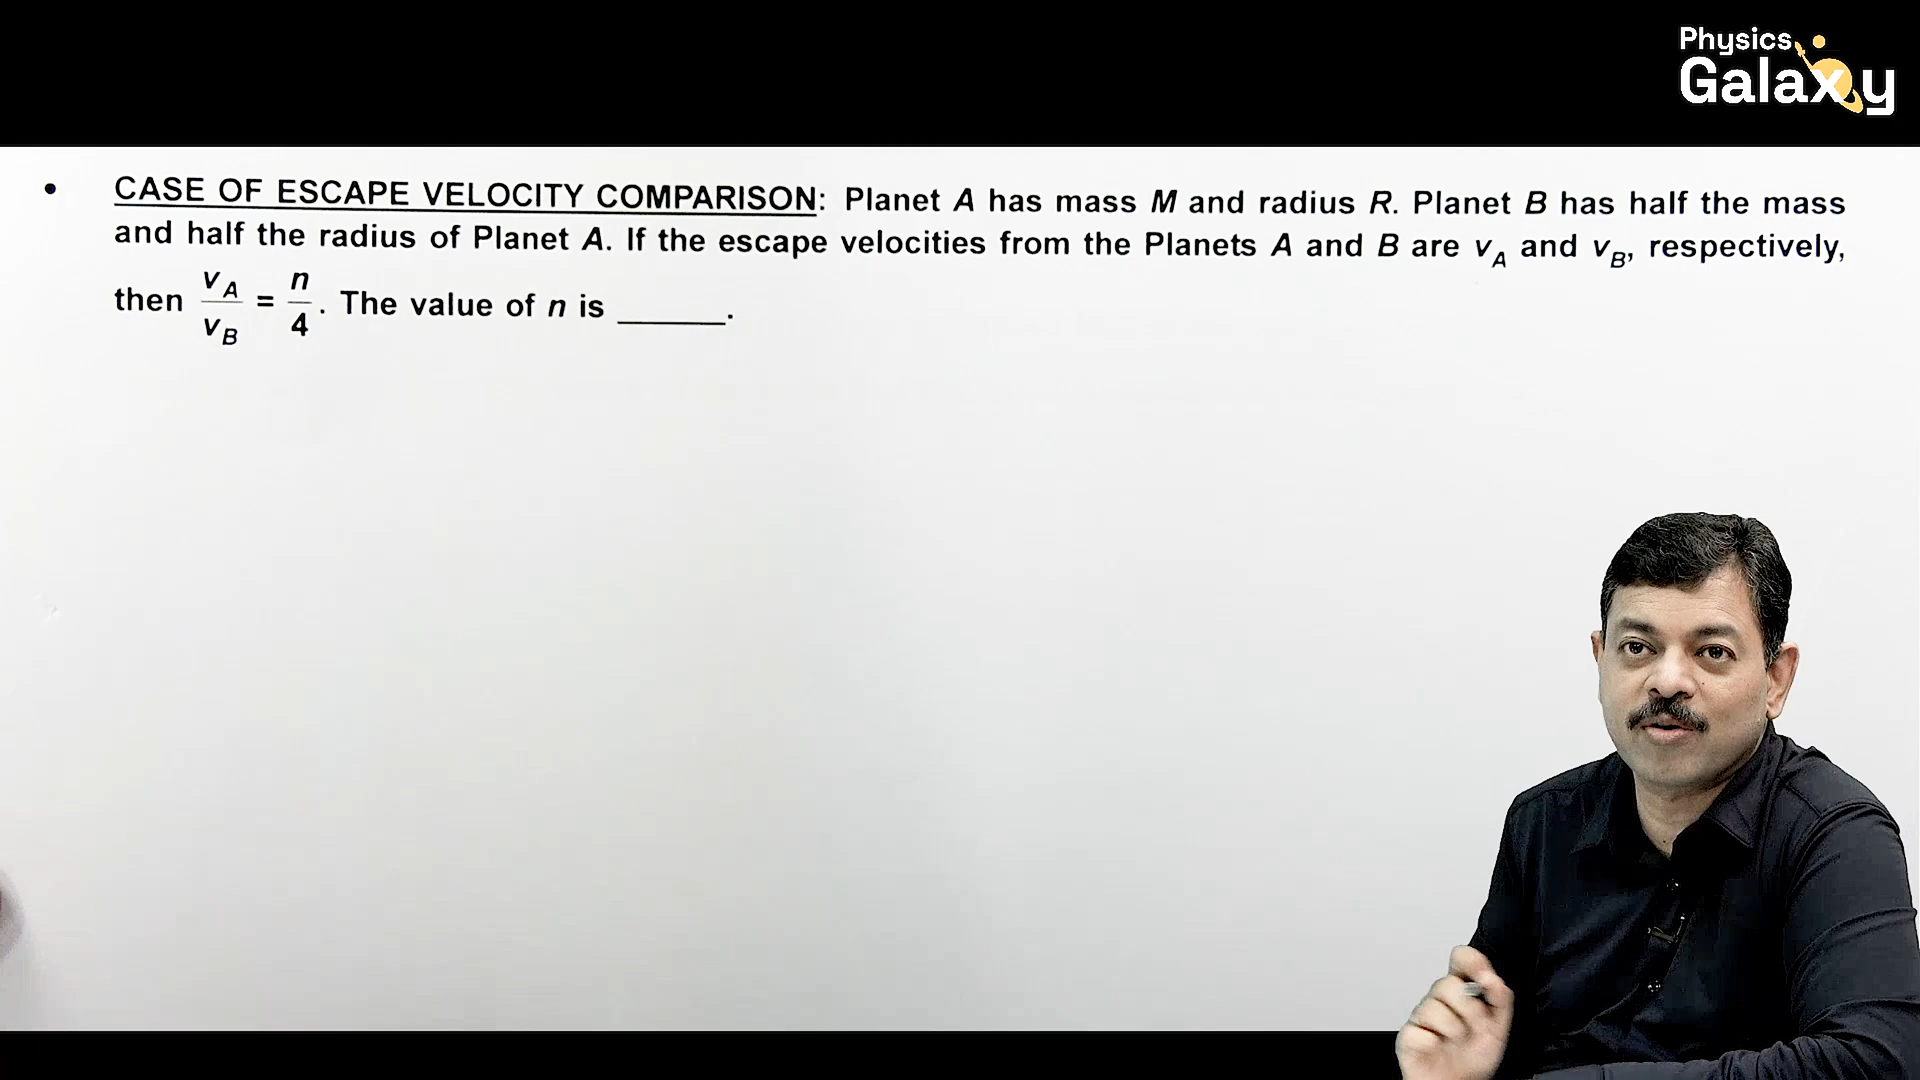 Physics
Galaxy
• CASE OF ESCAPE VELOCITY COMPARISON: Planet A has mass M and radius R. Planet B has half the mass
and half the radius of Planet A. If the escape velocities from the Planets A and B are v_A and v_B, respectively,
then v_A/v_B = n/4. The value of n is ______.